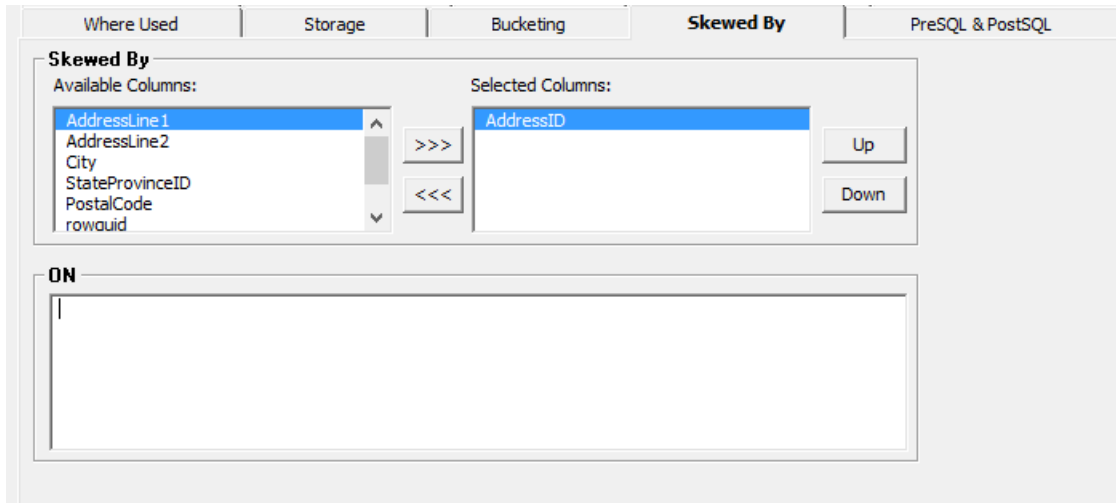 Where Used Storage Bucketing Skewed By PreSQL & PostSQL
Skewed By
Available Columns: Selected Columns:
AddressLine1 AddressID
AddressLine2
>>> Up
City
StateProvinceID
<<< Down
PostalCode
rowguid
ON